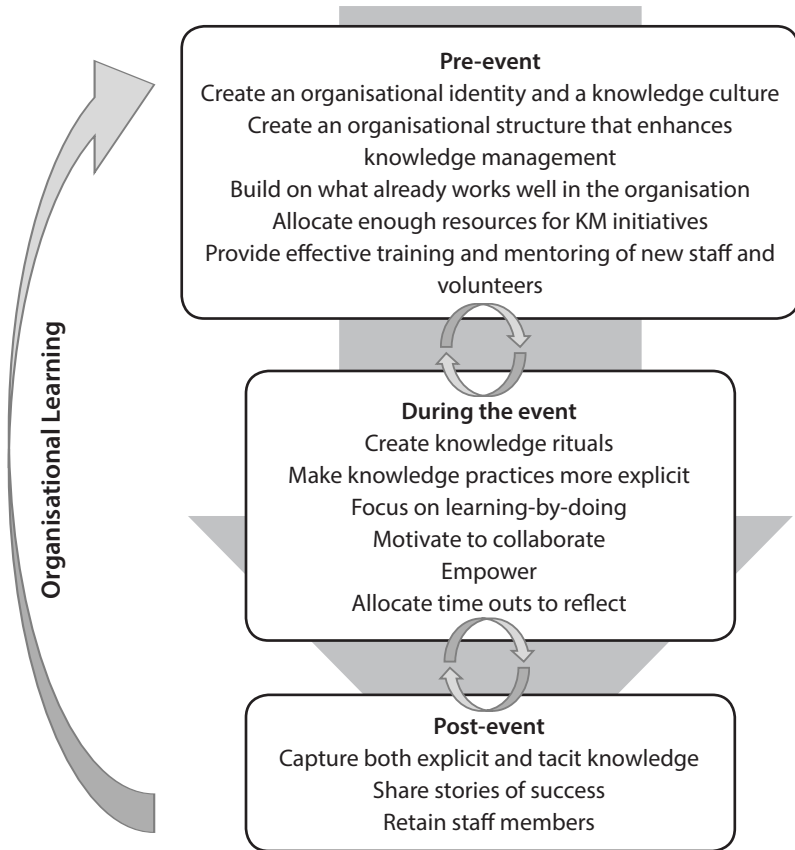 Pre-event
Create an organisational identity and a knowledge culture
Create an organisational structure that enhances
knowledge management
Build on what already works well in the organisation
Allocate enough resources for KM initiatives
Provide effective training and mentoring of new staff and
volunteers
Organisational Learning
During the event
Create knowledge rituals
Make knowledge practices more explicit
Focus on learning-by-doing
Motivate to collaborate
Empower
Allocate time outs to reflect
Post-event
Capture both explicit and tacit knowledge
Share stories of success
Retain staff members